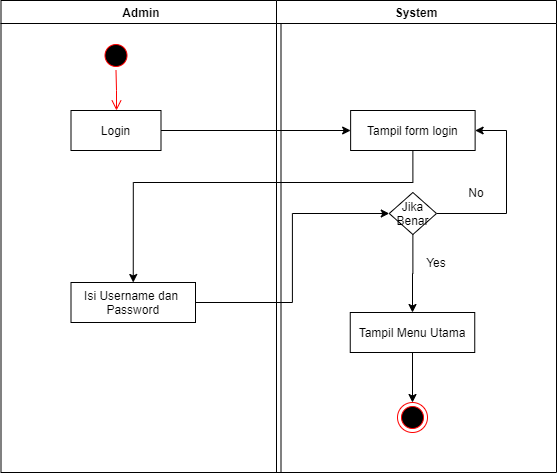 Admin
System
Login
Tampil form login
No
Jika
Benar
Yes
Isi Username dan
Password
Tampil Menu Utama